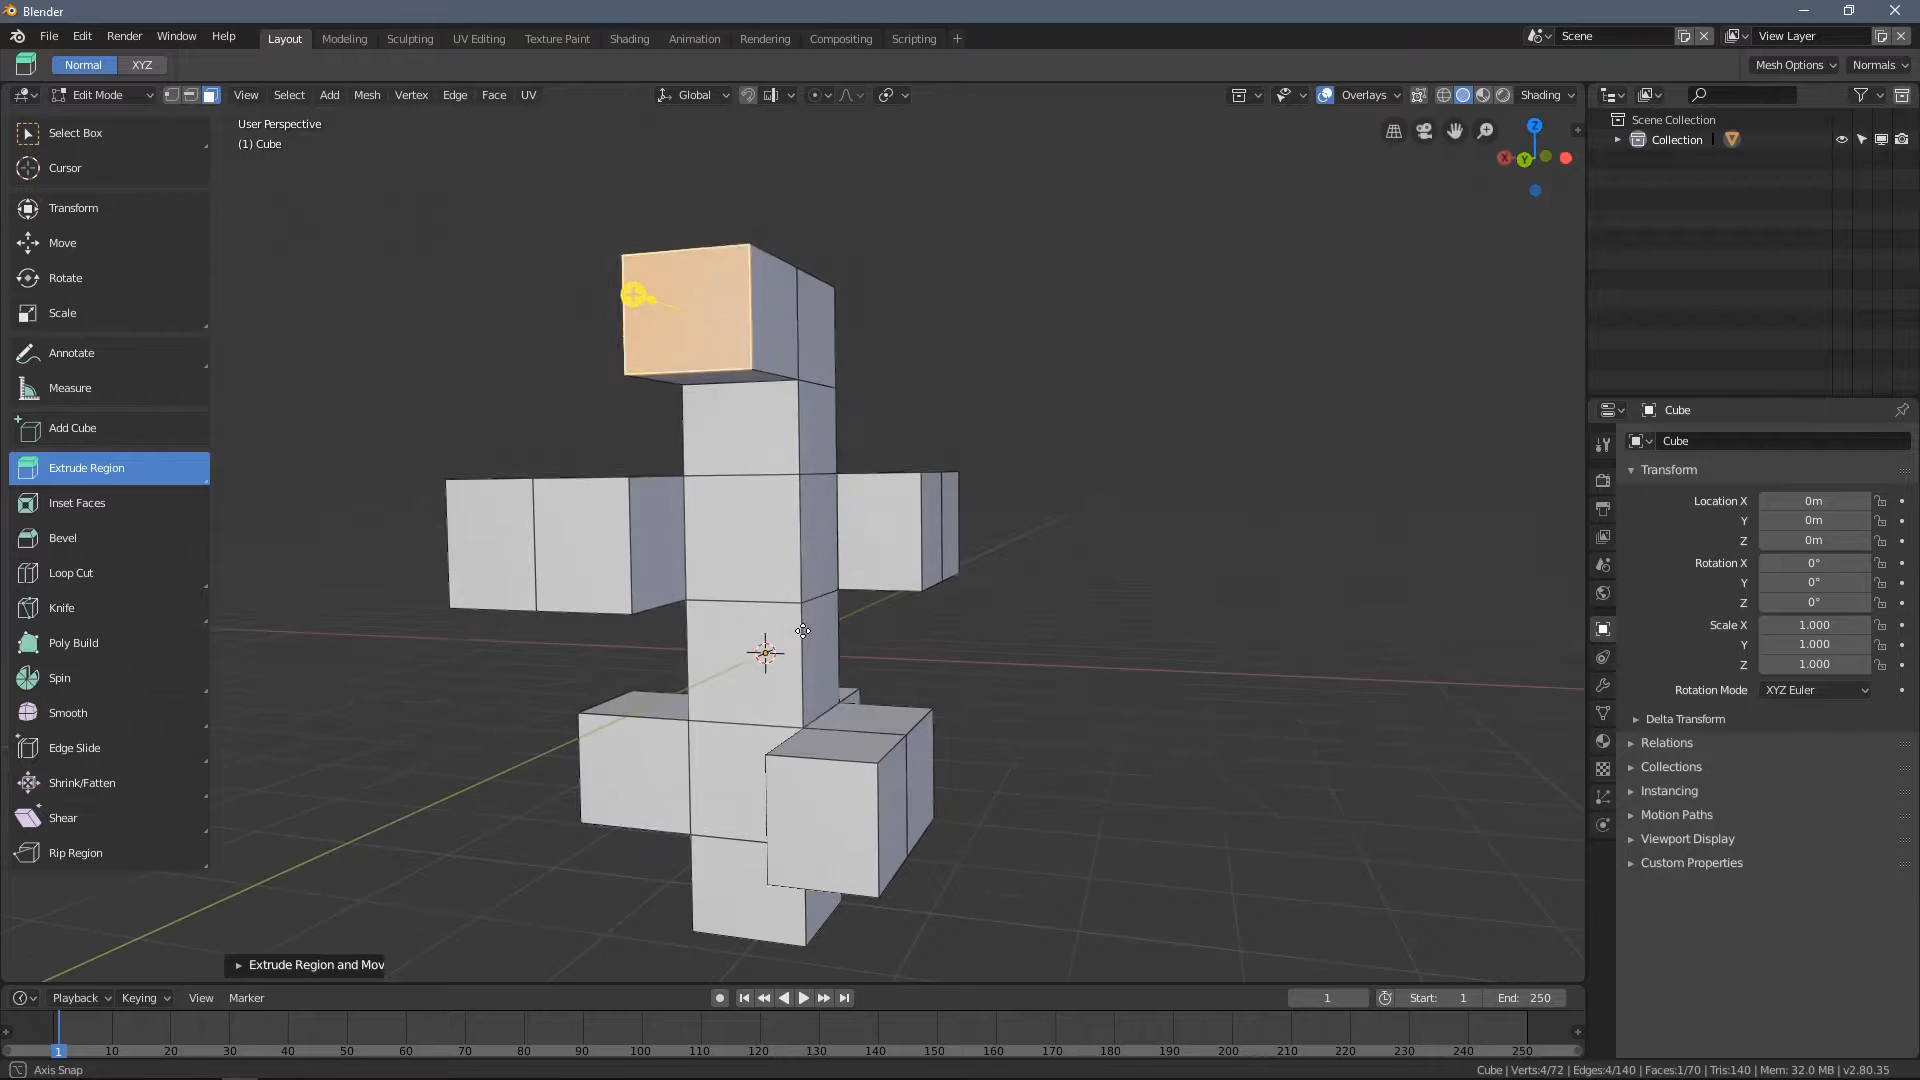 Blender
File Edit Render Window Help
Layout Modeling Sculpting UV Editing Texture Paint Shading Animation Rendering Compositing Scripting +
Scene
View Layer
Normal XYZ
Mesh Options Normals
Edit Mode View Select Add Mesh Vertex Edge Face UV
Global
Overlays
Shading
User Perspective
(1) Cube
Z
X
Y
Select Box
Cursor
Transform
Move
Rotate
Scale
Annotate
Measure
Add Cube
Extrude Region
Inset Faces
Bevel
Loop Cut
Knife
Poly Build
Spin
Smooth
Edge Slide
Shrink/Fatten
Shear
Rip Region
Extrude Region and Mov
Scene Collection
Collection
Cube
Cube
Transform
Location X 0m
Y 0m
Z 0m
Rotation X 0°
Y 0°
Z 0°
Scale X 1.000
Y 1.000
Z 1.000
Rotation Mode XYZ Euler
Delta Transform
Relations
Collections
Instancing
Motion Paths
Viewport Display
Custom Properties
Playback Keying View Marker
1
Start: 1
End: 250
1 10 20 30 40 50 60 70 80 90 100 110 120 130 140 150 160 170 180 190 200 210 220 230 240 250
Axis Snap
Cube | Verts:4/72 | Edges:4/140 | Faces:1/70 | Tris:140 | Mem: 32.0 MB | v2.80.35